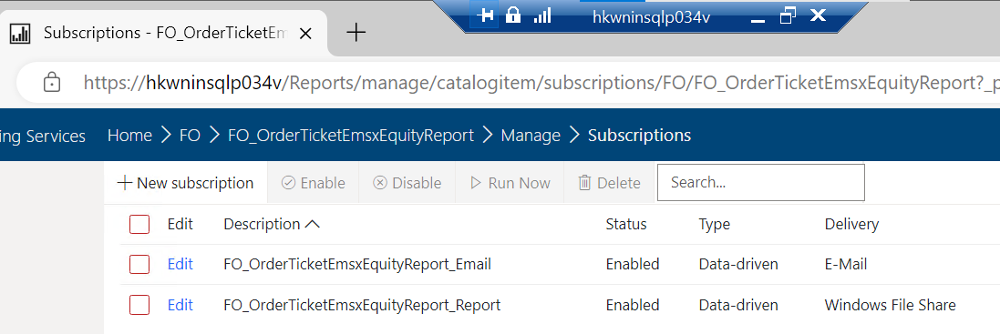 hkwninsqlp034v
Subscriptions - FO_OrderTicketEm
https://hkwninsqlp034v/Reports/manage/catalogitem/subscriptions/FO/FO_OrderTicketEmsxEquityReport?_p
ing Services Home > FO > FO_OrderTicketEmsxEquityReport > Manage > Subscriptions
+ New subscription Enable Disable Run Now Delete Search...
Edit Description Status Type Delivery
Edit FO_OrderTicketEmsxEquityReport_Email Enabled Data-driven E-Mail
Edit FO_OrderTicketEmsxEquityReport_Report Enabled Data-driven Windows File Share